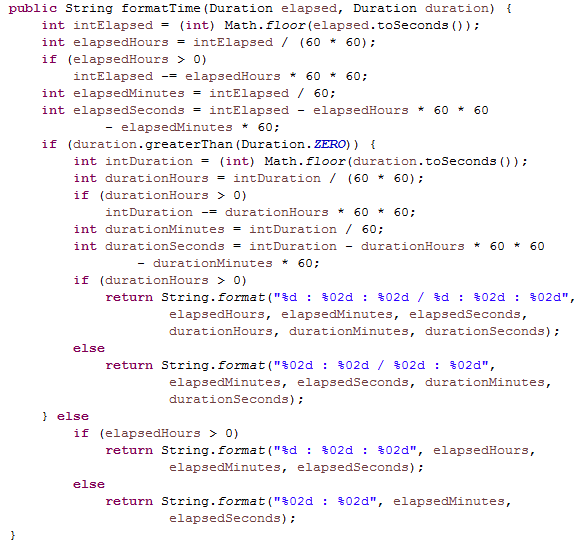 public String formatTime(Duration elapsed, Duration duration) {
    int intElapsed = (int) Math.floor(elapsed.toSeconds());
    int elapsedHours = intElapsed / (60 * 60);
    if (elapsedHours > 0)
        intElapsed -= elapsedHours * 60 * 60;
    int elapsedMinutes = intElapsed / 60;
    int elapsedSeconds = intElapsed - elapsedHours * 60 * 60
            - elapsedMinutes * 60;
    if (duration.greaterThan(Duration.ZERO)) {
        int intDuration = (int) Math.floor(duration.toSeconds());
        int durationHours = intDuration / (60 * 60);
        if (durationHours > 0)
            intDuration -= durationHours * 60 * 60;
        int durationMinutes = intDuration / 60;
        int durationSeconds = intDuration - durationHours * 60 * 60
                - durationMinutes * 60;
        if (durationHours > 0)
            return String.format("%d : %02d : %02d / %d : %02d : %02d",
                    elapsedHours, elapsedMinutes, elapsedSeconds,
                    durationHours, durationMinutes, durationSeconds);
        else
            return String.format("%02d : %02d / %02d : %02d",
                    elapsedMinutes, elapsedSeconds, durationMinutes,
                    durationSeconds);
    } else
        if (elapsedHours > 0)
            return String.format("%d : %02d : %02d", elapsedHours,
                    elapsedMinutes, elapsedSeconds);
        else
            return String.format("%02d : %02d", elapsedMinutes,
                    elapsedSeconds);
}